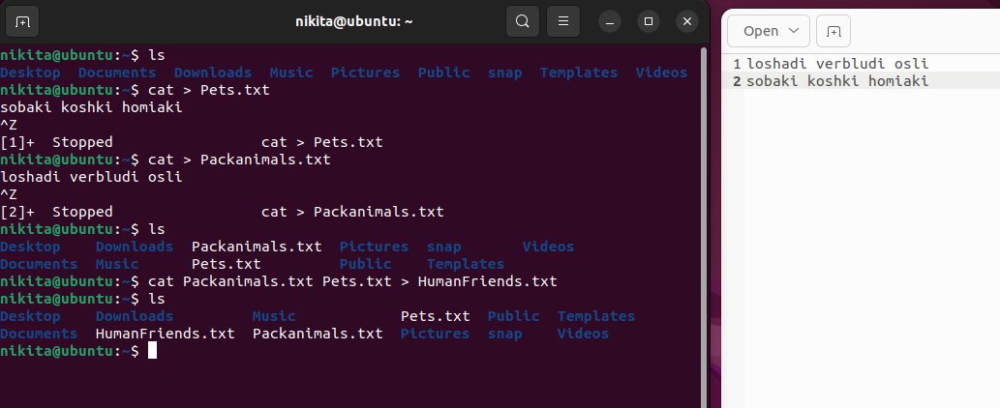 nikita@ubuntu: ~
nikita@ubuntu:~$ ls
Desktop  Documents  Downloads  Music  Pictures  Public  snap  Templates  Videos
nikita@ubuntu:~$ cat > Pets.txt
sobaki koshki homiaki
^Z
[1]+  Stopped                 cat > Pets.txt
nikita@ubuntu:~$ cat > Packanimals.txt
loshadi verbludi osli
^Z
[2]+  Stopped                 cat > Packanimals.txt
nikita@ubuntu:~$ ls
Desktop    Downloads  Packanimals.txt  Pictures  snap       Videos
Documents  Music      Pets.txt         Public    Templates
nikita@ubuntu:~$ cat Packanimals.txt Pets.txt > HumanFriends.txt
nikita@ubuntu:~$ ls
Desktop    Downloads         Music            Pets.txt  Public  Templates
Documents  HumanFriends.txt  Packanimals.txt  Pictures  snap    Videos
nikita@ubuntu:~$
Open
1 loshadi verbludi osli
2 sobaki koshki homiaki